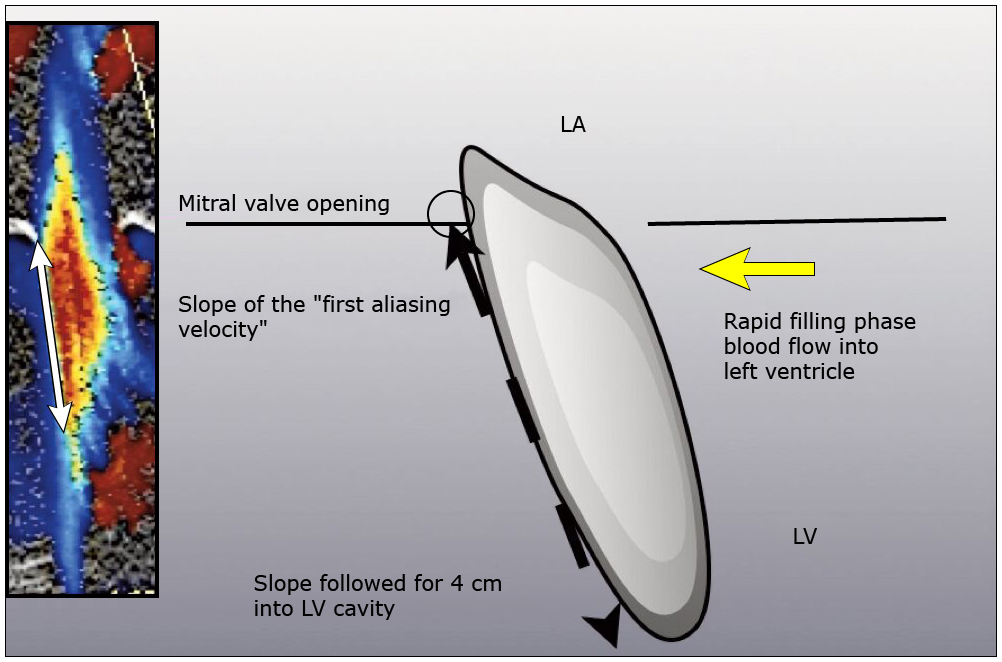 LA
Mitral valve opening
Slope of the "first aliasing
velocity"
Rapid filling phase
blood flow into
left ventricle
LV
Slope followed for 4 cm
into LV cavity